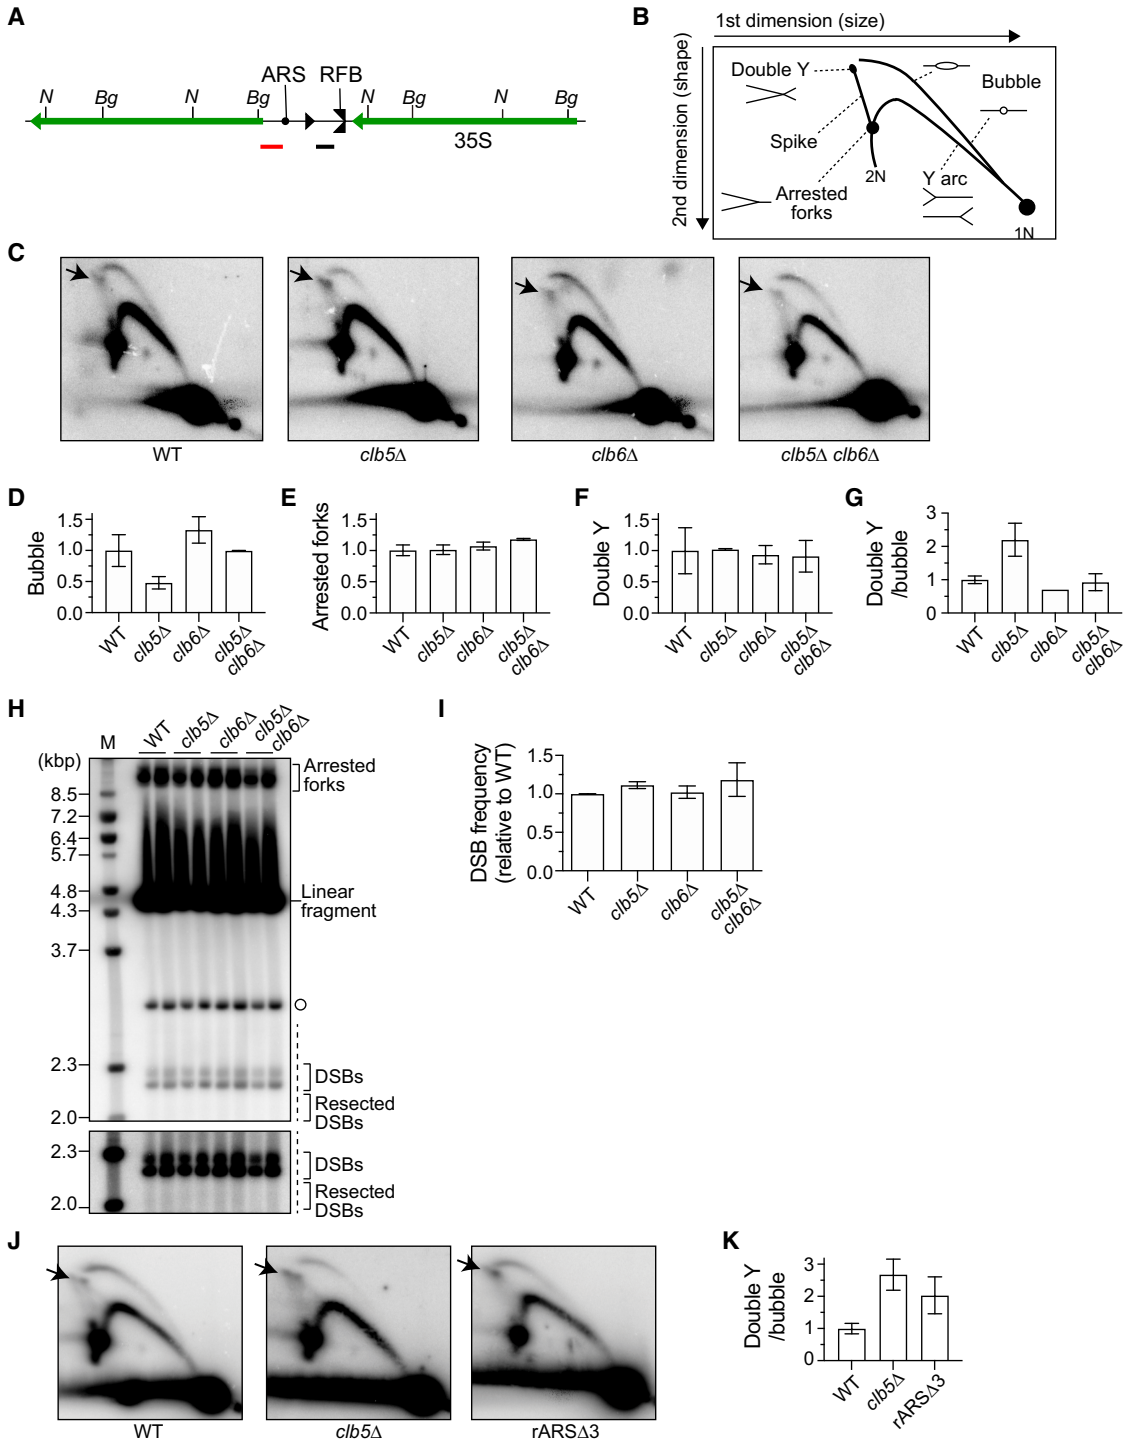 A
ARS
RFB
N
Bg
N
Bg
N
Bg
N
Bg
35S
B
1st dimension (size)
2nd dimension (shape)
Double Y
Bubble
Spike
2N
Y arc
Arrested
forks
1N
C
WT
clb5Δ
clb6Δ
clb5Δ clb6Δ
D
Bubble
1.5
1.0
0.5
0.0
WT
clb5Δ
clb6Δ
clb5Δ
clb6Δ
E
Arrested forks
1.5
1.0
0.5
0.0
WT
clb5Δ
clb6Δ
clb5Δ
clb6Δ
F
Double Y
1.5
1.0
0.5
0.0
WT
clb5Δ
clb6Δ
clb5Δ
clb6Δ
G
Double Y
/bubble
3
2
1
0
WT
clb5Δ
clb6Δ
clb5Δ
clb6Δ
H
M
WT
clb5Δ
clb6Δ
clb5Δ
clb6Δ
(kbp)
8.5
7.2
6.4
5.7
4.8
4.3
3.7
2.3
2.0
Arrested
forks
Linear
fragment
DSBs
Resected
DSBs
2.3
2.0
DSBs
Resected
DSBs
I
DSB frequency
(relative to WT)
1.5
1.0
0.5
0.0
WT
clb5Δ
clb6Δ
clb5Δ
clb6Δ
J
WT
clb5Δ
rARSΔ3
K
Double Y
/bubble
3
2
1
0
WT
clb5Δ
rARSΔ3